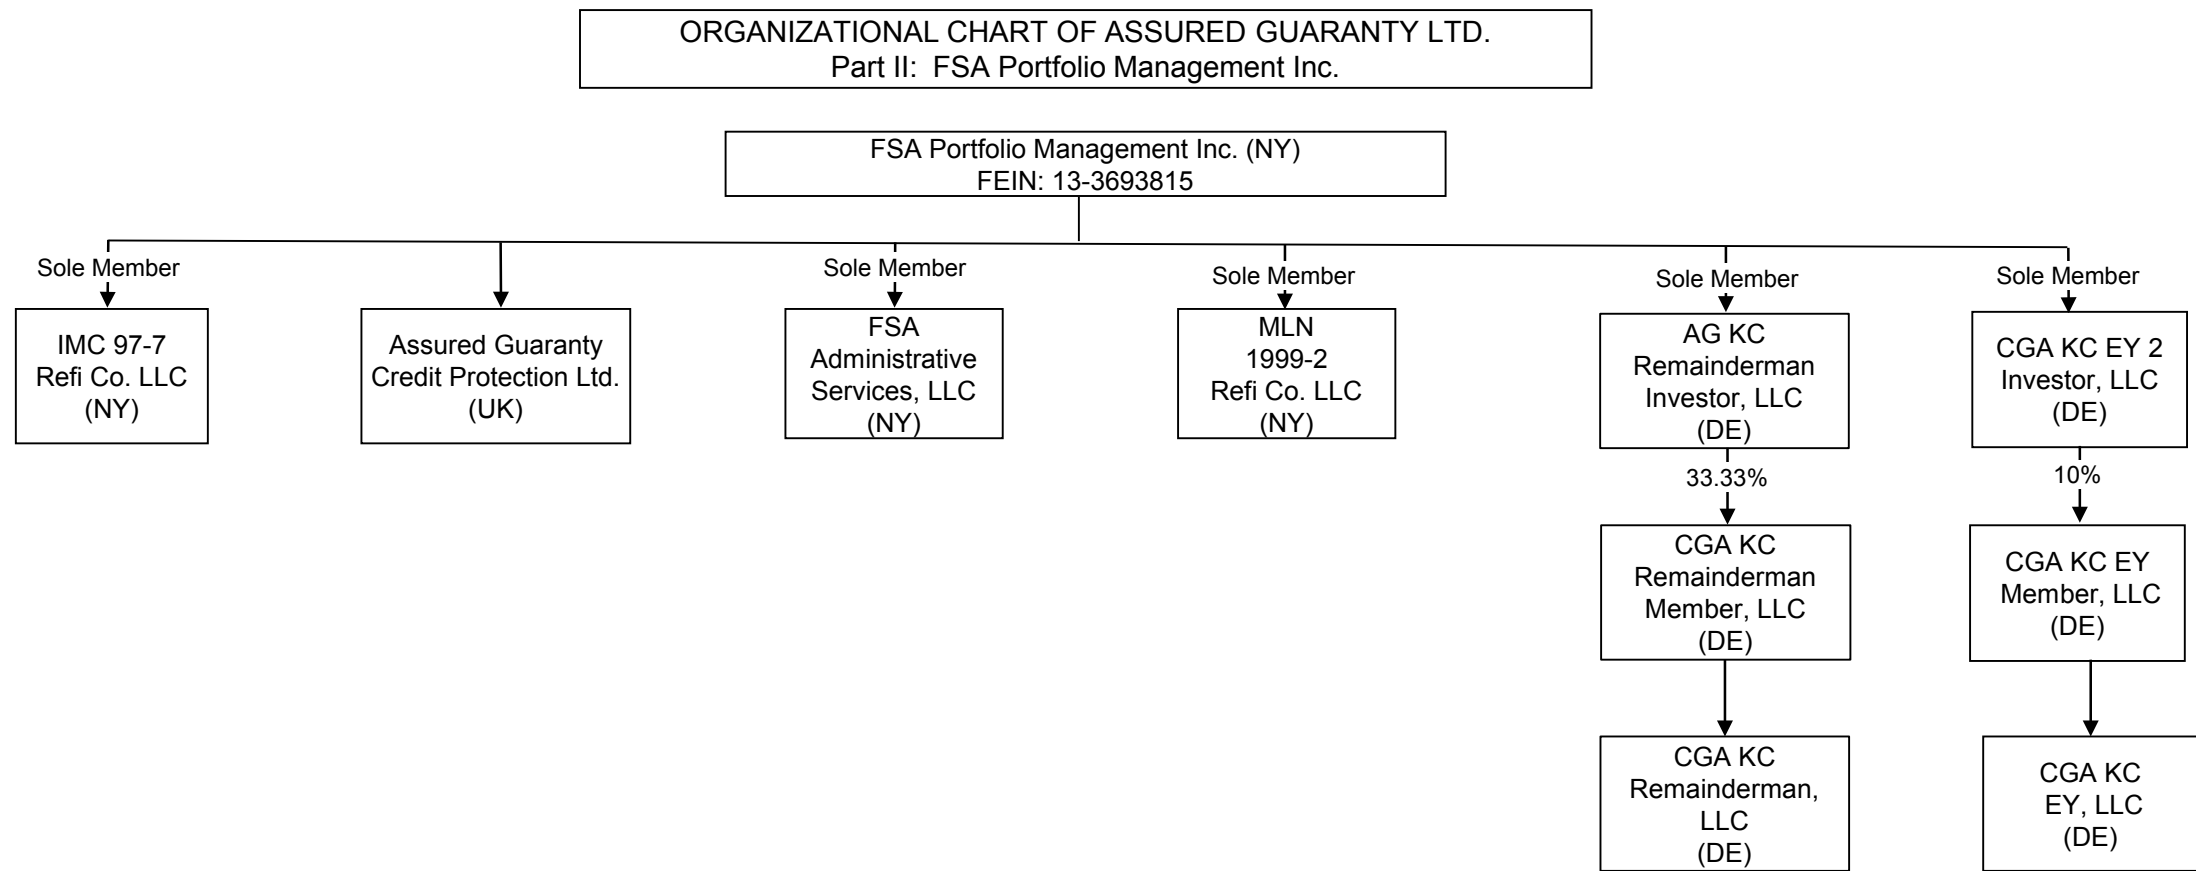 ORGANIZATIONAL CHART OF ASSURED GUARANTY LTD.
Part II:  FSA Portfolio Management Inc.
FSA Portfolio Management Inc. (NY)
FEIN: 13-3693815
Sole Member
IMC 97-7
Refi Co. LLC
(NY)
Assured Guaranty
Credit Protection Ltd.
(UK)
Sole Member
FSA
Administrative
Services, LLC
(NY)
Sole Member
MLN
1999-2
Refi Co. LLC
(NY)
Sole Member
AG KC
Remainderman
Investor, LLC
(DE)
Sole Member
CGA KC EY 2
Investor, LLC
(DE)
33.33%
10%
CGA KC
Remainderman
Member, LLC
(DE)
CGA KC EY
Member, LLC
(DE)
CGA KC
Remainderman,
LLC
(DE)
CGA KC
EY, LLC
(DE)